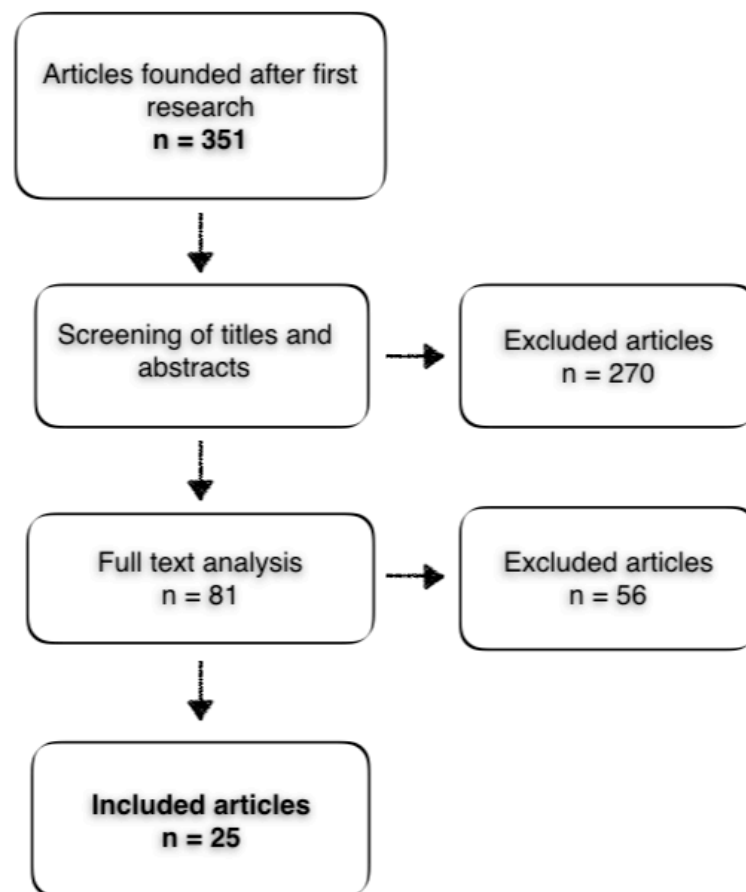 Articles founded after first
research
n = 351
Screening of titles and
abstracts
Excluded articles
n = 270
Full text analysis
n = 81
Excluded articles
n = 56
Included articles
n = 25